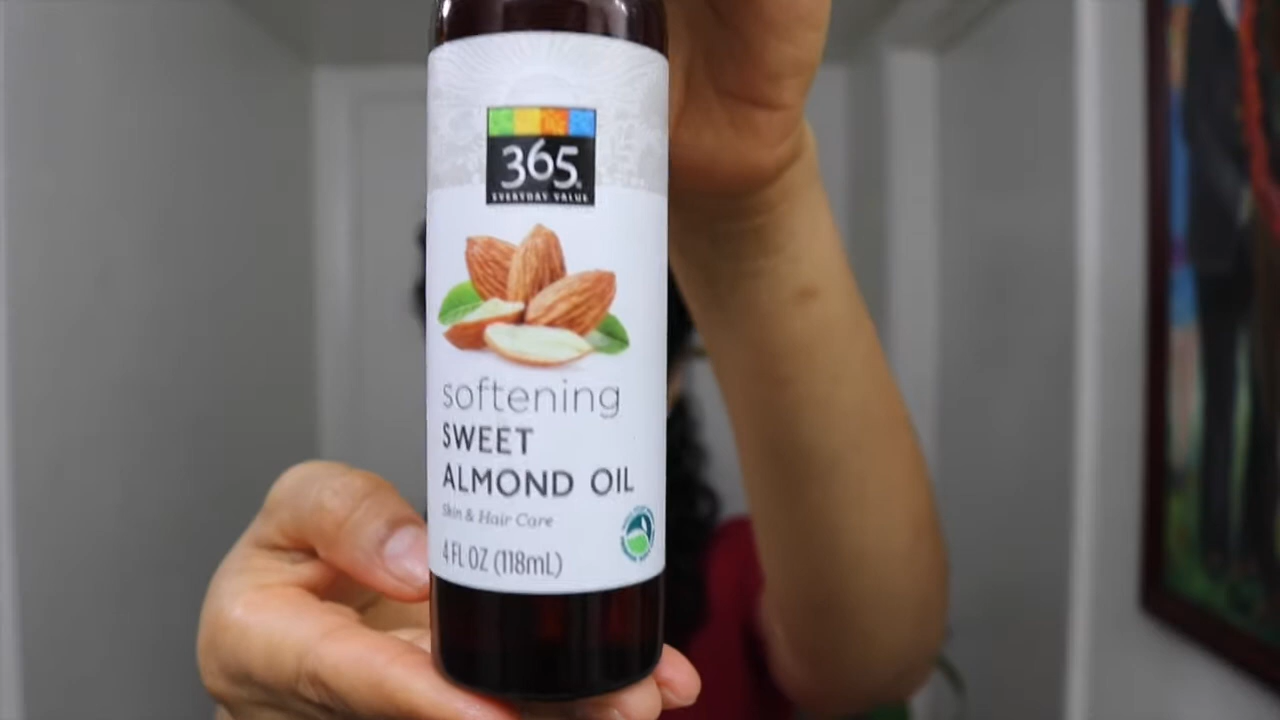 365
EVERYDAY VALUE
softening
SWEET
ALMOND OIL
Skin & Hair Care
4 FL OZ (118mL)